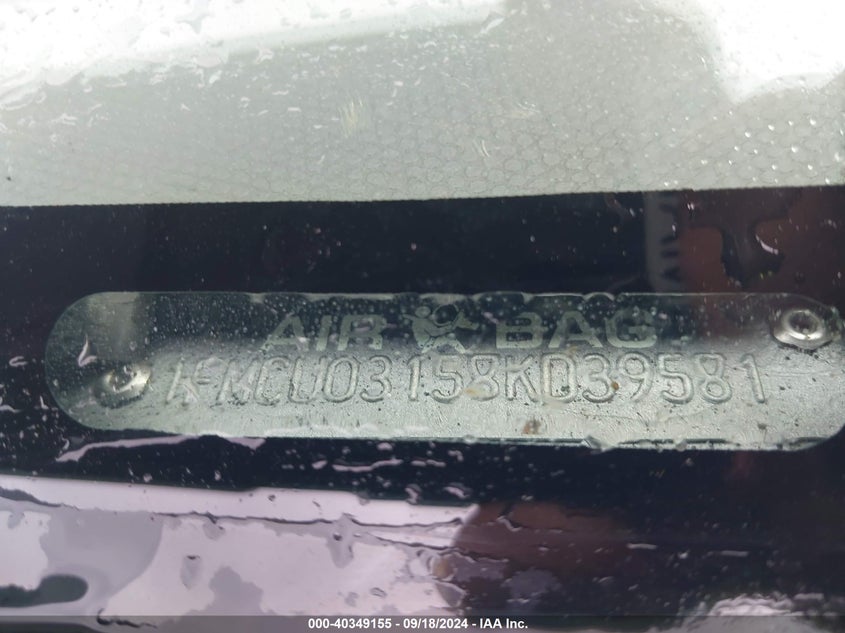 AIR BAG
1FMCU03158KD39581
000-40349155 - 09/18/2024 - IAA Inc.